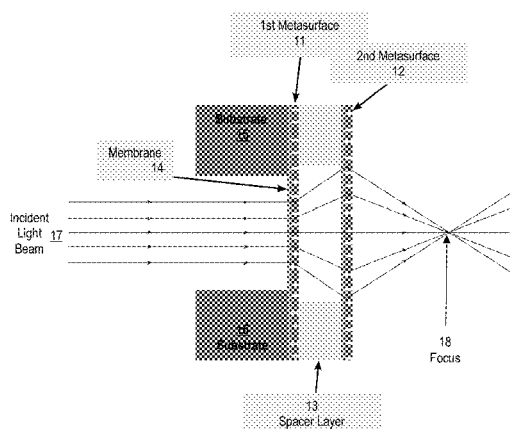 1st Metasurface
11
2nd Metasurface
12
Substrate
Membrane
14
Incident
Light
Beam 17
Substrate
18
Focus
13
Spacer Layer